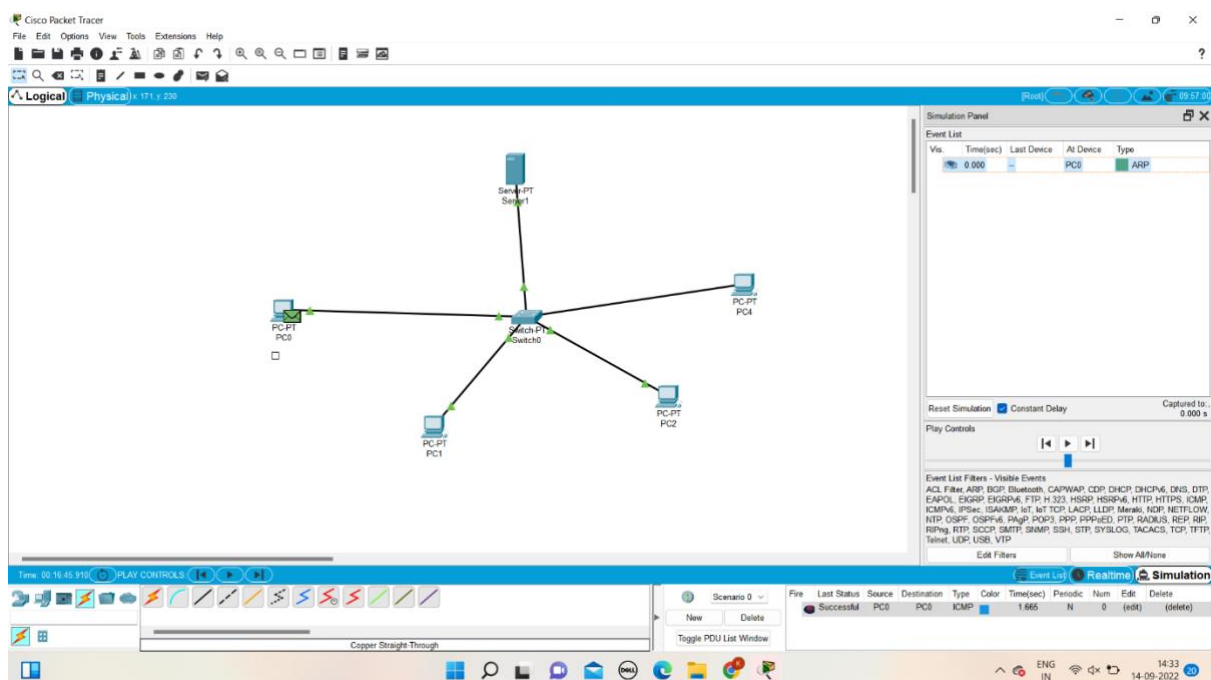 Cisco Packet Tracer
File Edit Options View Tools Extensions Help
?
Logical Physical x: 171, y: 230 [Root] 09:57:00
Simulation Panel
Event List
Vis. Time(sec) Last Device At Device Type
0.000 -- PC0 ARP
Server-PT
Server1
PC-PT
PC4
PC-PT
PC0
Switch-PT
Switch0
PC-PT
PC2
PC-PT
PC1
Reset Simulation Constant Delay Captured to:
0.000 s
Play Controls
Event List Filters - Visible Events
ACL Filter, ARP, BGP, Bluetooth, CAPWAP, CDP, DHCP, DHCPv6, DNS, DTP,
EAPOL, EIGRP, EIGRPv6, FTP, H.323, HSRP, HSRPv6, HTTP, HTTPS, ICMP,
ICMPv6, IPSec, ISAKMP, IoT, IoT TCP, LACP, LLDP, Meraki, NDP, NETFLOW,
NTP, OSPF, OSPFv6, PAgP, POP3, PPP, PPPoED, PTP, RADIUS, REP, RIP,
RIPng, RTP, SCCP, SMTP, SNMP, SSH, STP, SYSLOG, TACACS, TCP, TFTP,
Telnet, UDP, USB, VTP
Edit Filters Show All/None
Time: 00:16:45.910 PLAY CONTROLS: Event List Realtime Simulation
Scenario 0
New Delete
Toggle PDU List Window
Fire Last Status Source Destination Type Color Time(sec) Periodic Num Edit Delete
Successful PC0 PC0 ICMP 1.665 N 0 (edit) (delete)
Copper Straight-Through
DELL
ENG
IN
14:33
14-09-2022
20